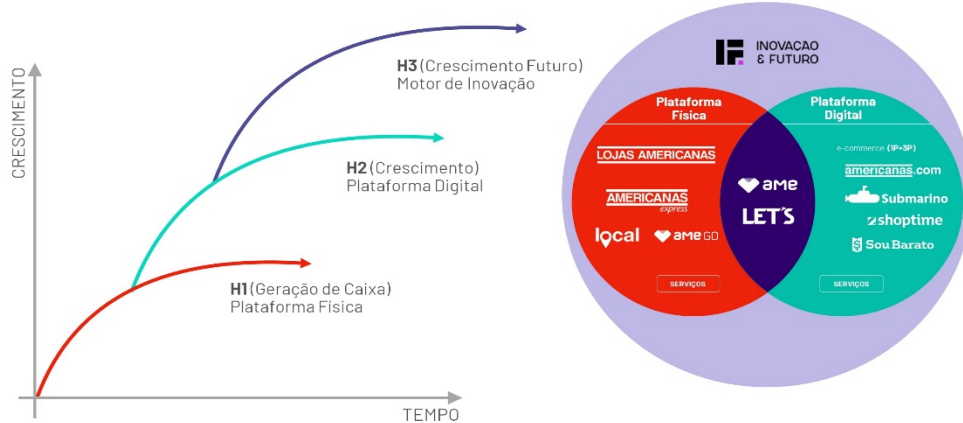 CRESCIMENTO
H3 (Crescimento Futuro)
Motor de Inovação
H2 (Crescimento)
Plataforma Digital
H1 (Geração de Caixa)
Plataforma Física
TEMPO
IF.
INOVAÇÃO
& FUTURO
Plataforma
Física
LOJAS AMERICANAS
AMERICANAS
express
local
ame GO
SERVIÇOS
ame
LET'S
Plataforma
Digital
e-commerce (1P+3P)
americanas.com
Submarino
shoptime
Sou Barato
SERVIÇOS